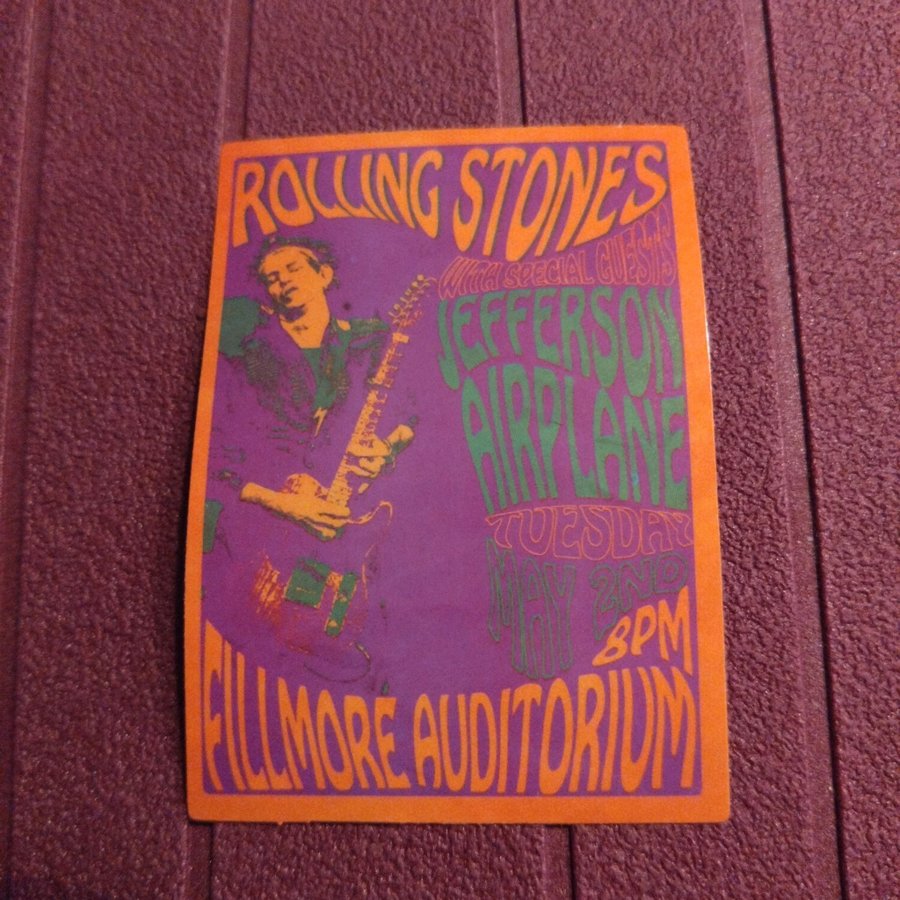 ROLLING STONES
WITH SPECIAL GUESTS
JEFFERSON
AIRPLANE
TUESDAY
MAY 2ND
8PM
FILLMORE AUDITORIUM